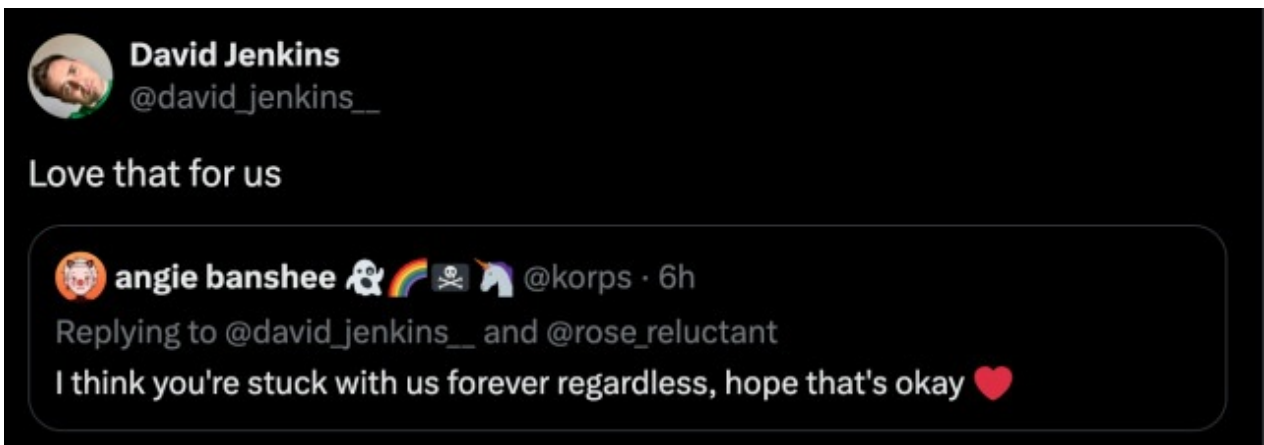 David Jenkins
@david_jenkins__
Love that for us
angie banshee 👻🌈🏴‍☠️🦄 @korps · 6h
Replying to @david_jenkins__ and @rose_reluctant
I think you're stuck with us forever regardless, hope that's okay ❤️